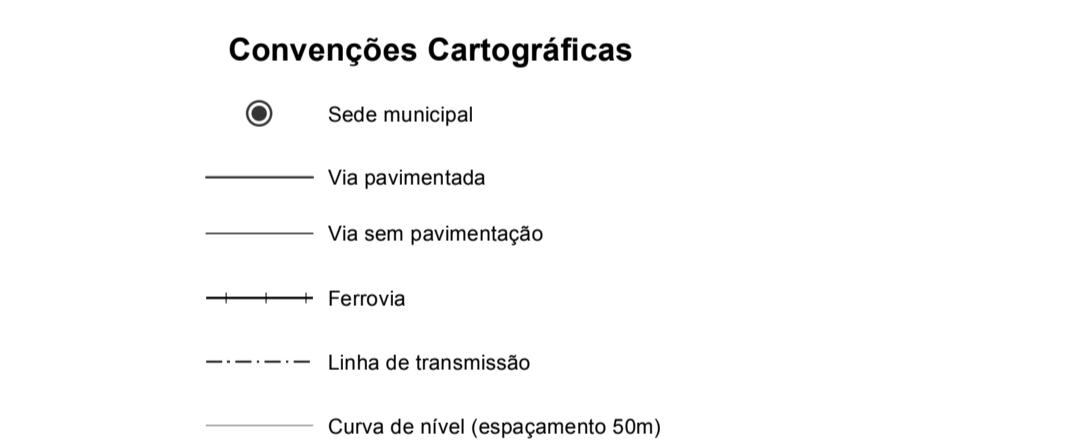 Convenções Cartográficas
Sede municipal
Via pavimentada
Via sem pavimentação
Ferrovia
Linha de transmissão
Curva de nível (espaçamento 50m)